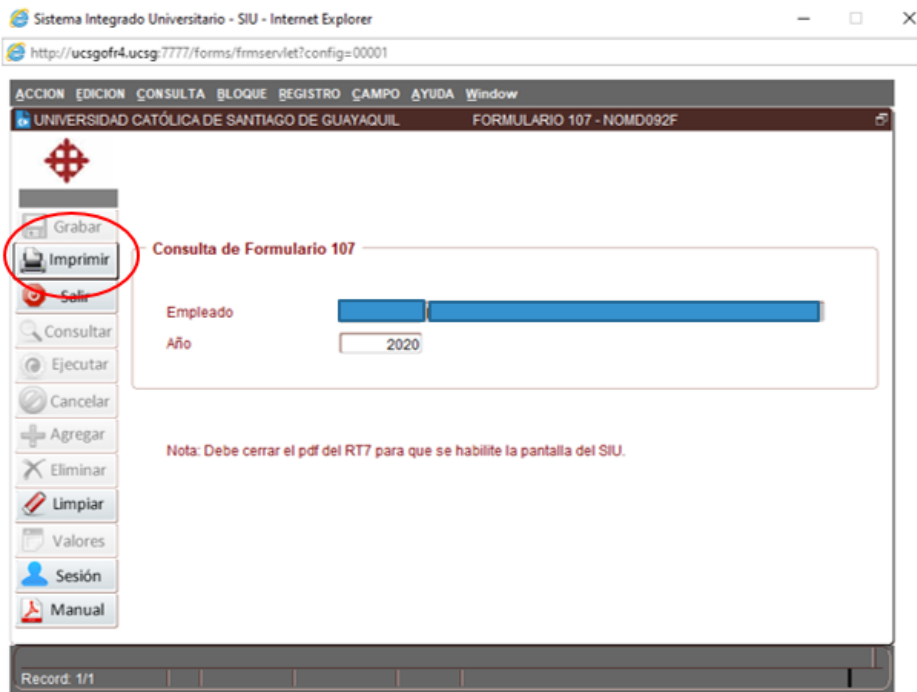 Sistema Integrado Universitario - SIU - Internet Explorer
http://ucsgofr4.ucsg:7777/forms/frmservlet?config=00001
ACCION EDICION CONSULTA BLOQUE REGISTRO CAMPO AYUDA Window
UNIVERSIDAD CATÓLICA DE SANTIAGO DE GUAYAQUIL FORMULARIO 107 - NOMD092F
Grabar
Imprimir
Salir
Consultar
Ejecutar
Cancelar
Agregar
Eliminar
Limpiar
Valores
Sesión
Manual
Consulta de Formulario 107
Empleado
Año 2020
Nota: Debe cerrar el pdf del RT7 para que se habilite la pantalla del SIU.
Record: 1/1